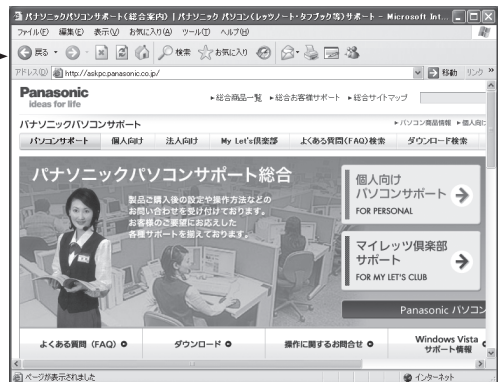 パナソニックパソコンサポート(総合案内) | パナソニック パソコン(レッツノート・タフブック等)サポート - Microsoft Int...
ファイル(F) 編集(E) 表示(V) お気に入り(A) ツール(T) ヘルプ(H)
戻る 検索 お気に入り
アドレス(D) http://askpc.panasonic.co.jp/ 移動 リンク »
Panasonic
ideas for life
▸総合商品一覧 ▸総合お客様サポート ▸総合サイトマップ
パナソニックパソコンサポート
▸パソコン商品情報 ▸個人向け
パソコンサポート 個人向け 法人向け My Let's倶楽部 よくある質問(FAQ)検索 ダウンロード検索
パナソニックパソコンサポート総合
製品ご購入後の設定や操作方法などの
お問い合わせを受け付けております。
お客様のご要望にお応えした
各種サポートを揃えております。
個人向け
パソコンサポート
FOR PERSONAL
マイレッツ倶楽部
サポート
FOR MY LET'S CLUB
Panasonic パソコン
よくある質問 (FAQ) ダウンロード 操作に関するお問合せ Windows Vista
サポート情報
ページが表示されました インターネット